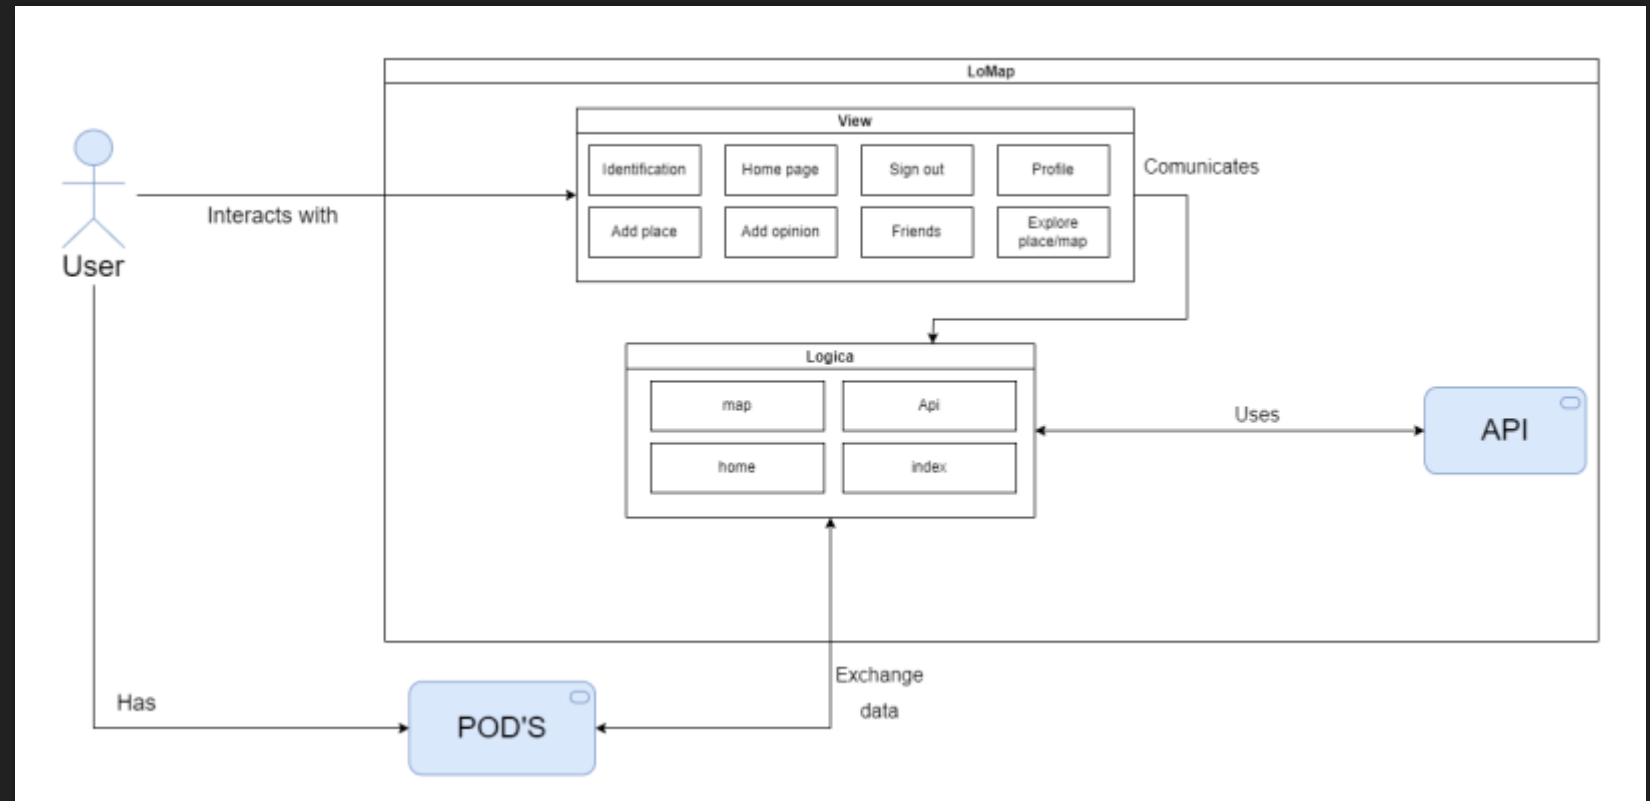 LoMap
View
Identification
Home page
Sign out
Profile
Comunicates
Add place
Add opinion
Friends
Explore
place/map
Interacts with
User
Logica
map
Api
home
index
Uses
API
Exchange
data
Has
POD'S